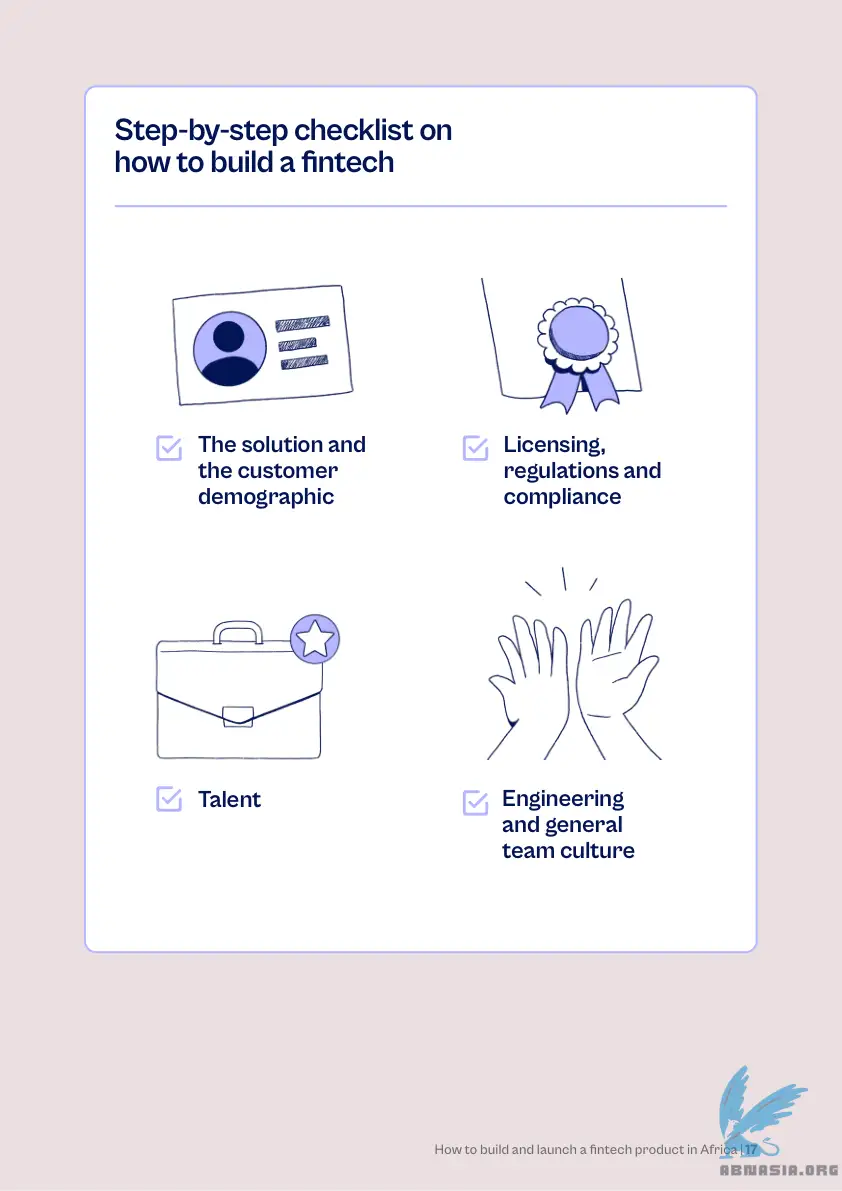 Step-by-step checklist on
how to build a fintech
The solution and
the customer
demographic
Licensing,
regulations and
compliance
Talent
Engineering
and general
team culture
How to build and launch a fintech product in Africa | 17
ABNASIA.ORG